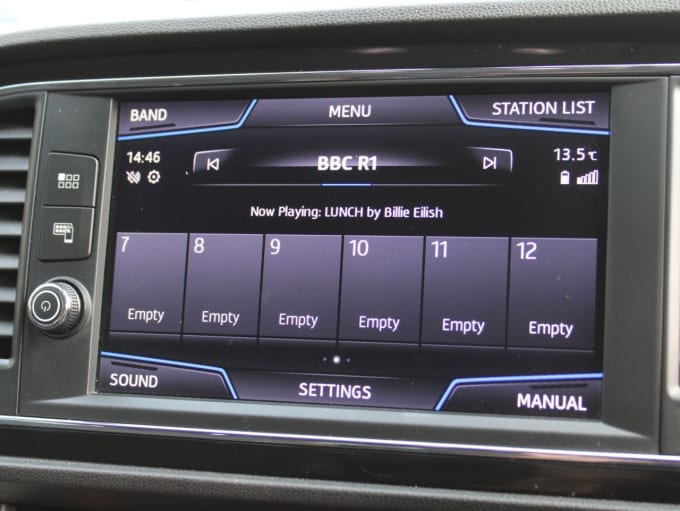 BAND MENU STATION LIST
14:46 BBC R1 13.5 °C
Now Playing: LUNCH by Billie Eilish
7 8 9 10 11 12
Empty Empty Empty Empty Empty Empty
SOUND SETTINGS MANUAL